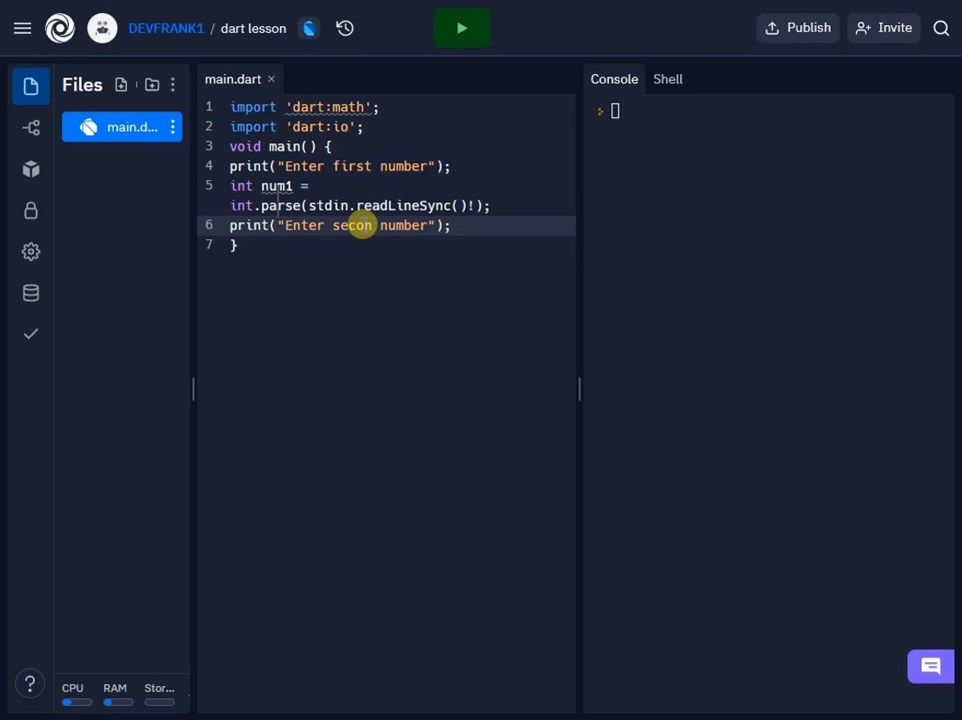 DEVFRANK1 / dart lesson
Publish
Invite
Files
main.d...
main.dart ×
1 import 'dart:math';
2 import 'dart:io';
3 void main() {
4 print("Enter first number");
5 int num1 =
int.parse(stdin.readLineSync()!);
6 print("Enter secon number");
7 }
Console
Shell
CPU
RAM
Stor...
?